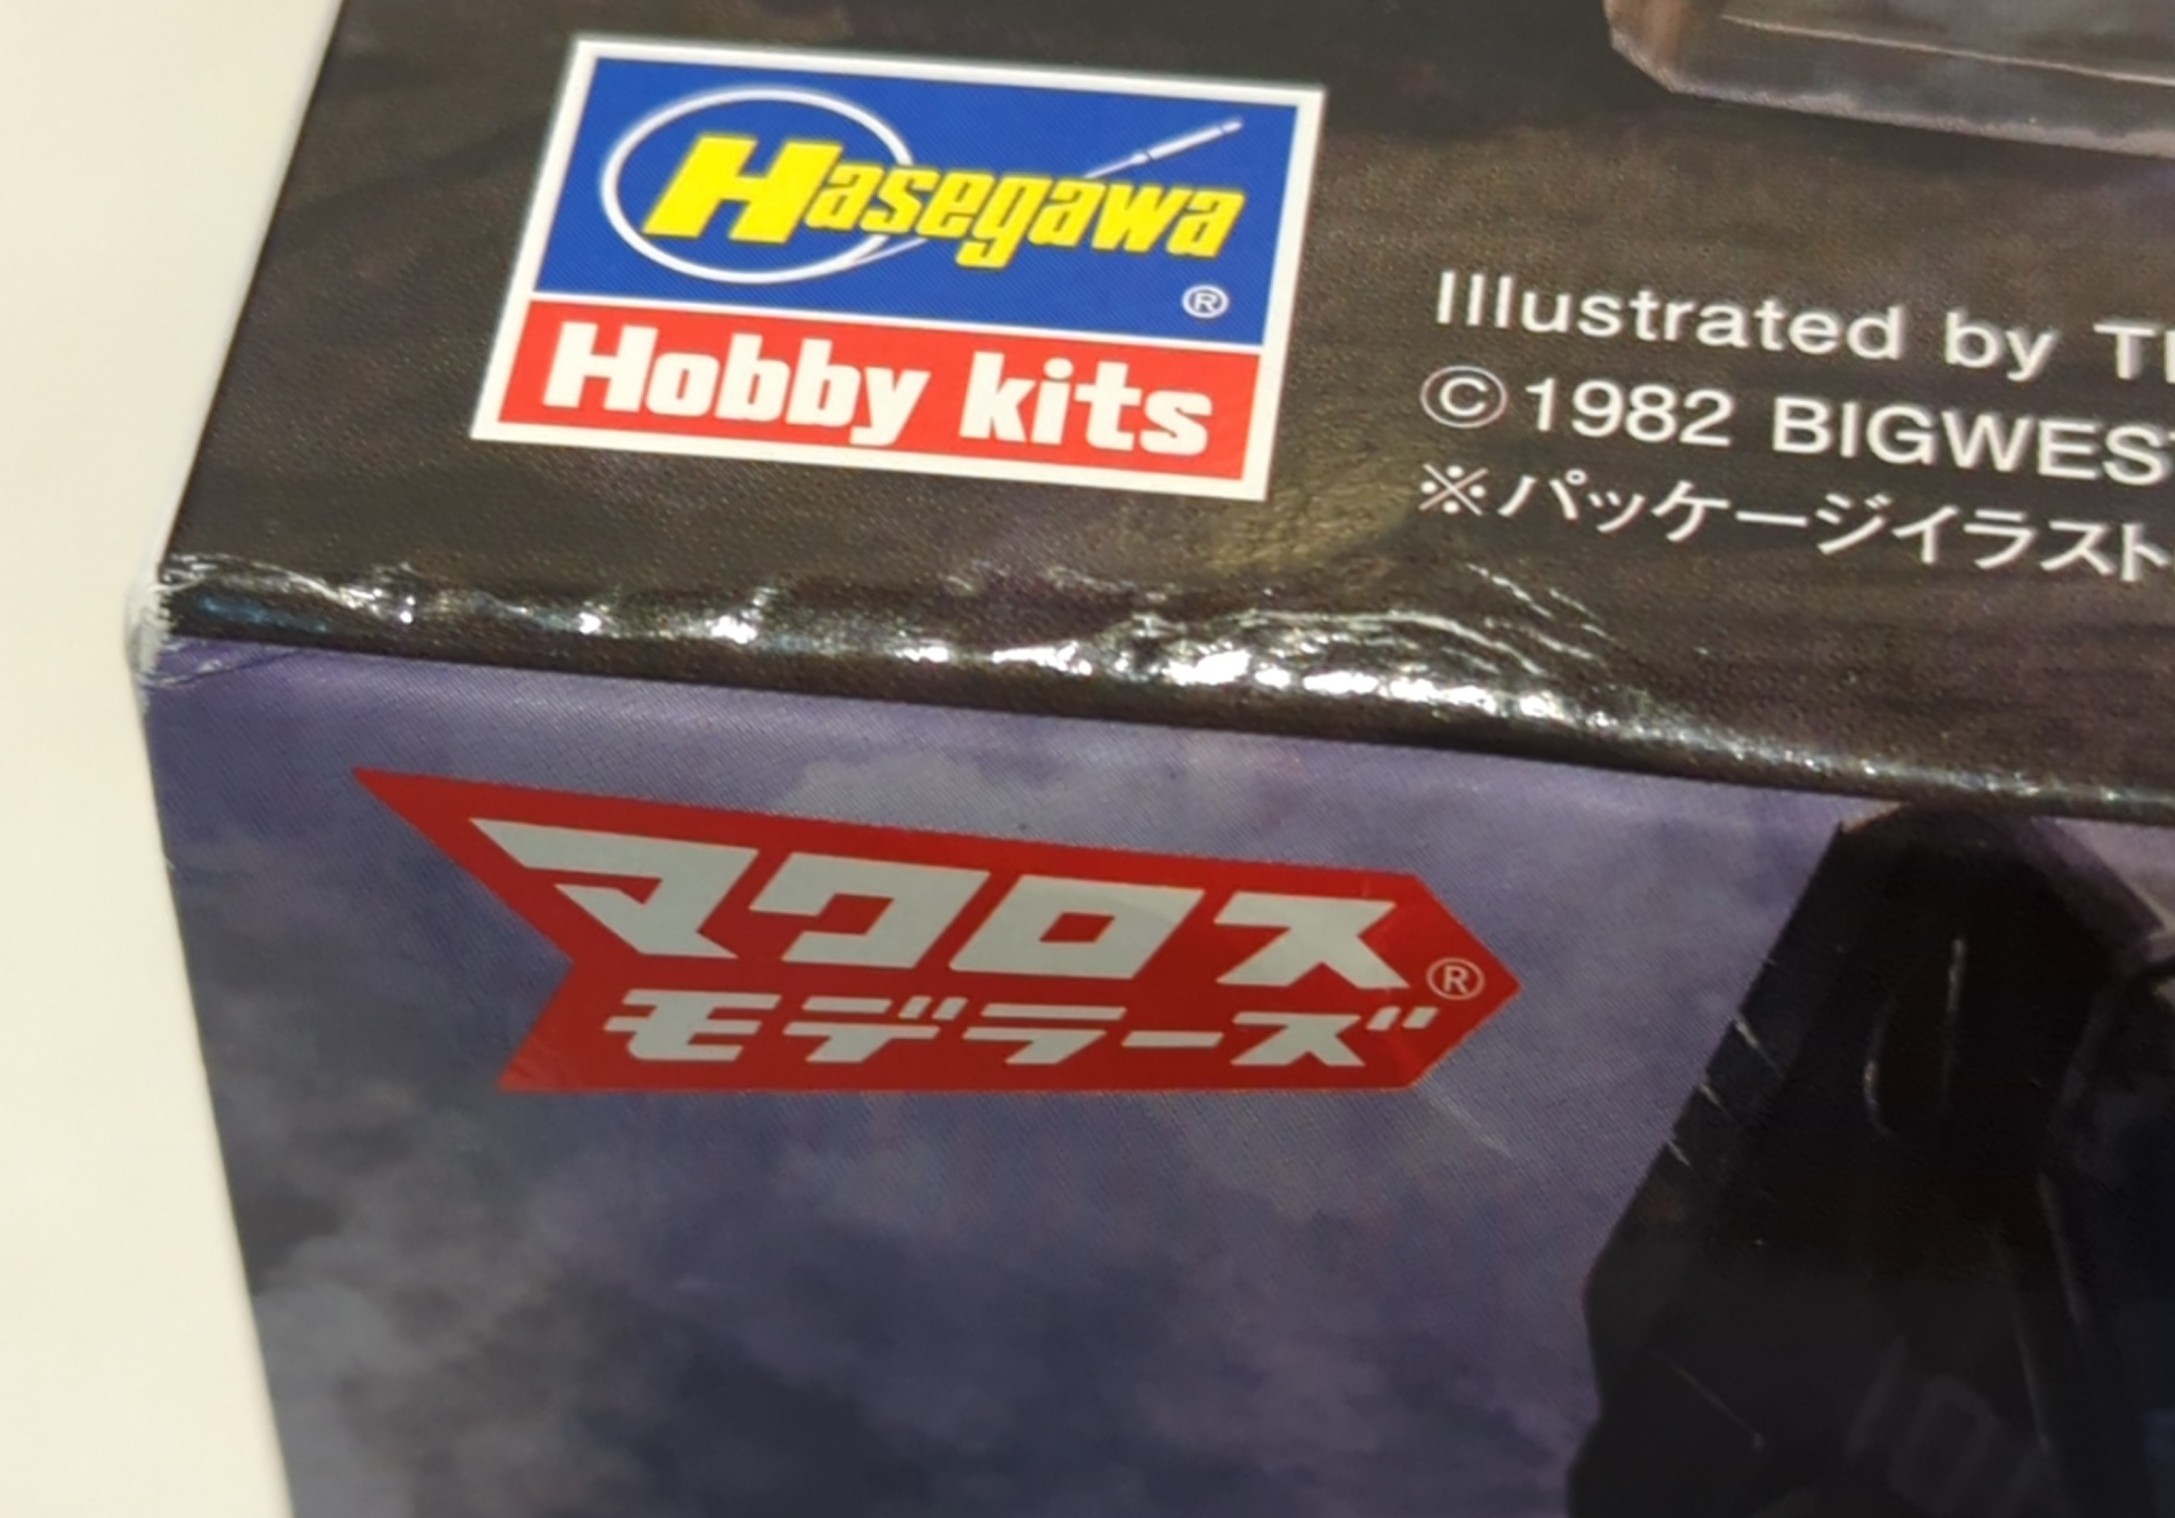 Hasegawa®
Hobby kits
Illustrated by
©1982
※パッケージイラスト
マクロス®
モデラーズ